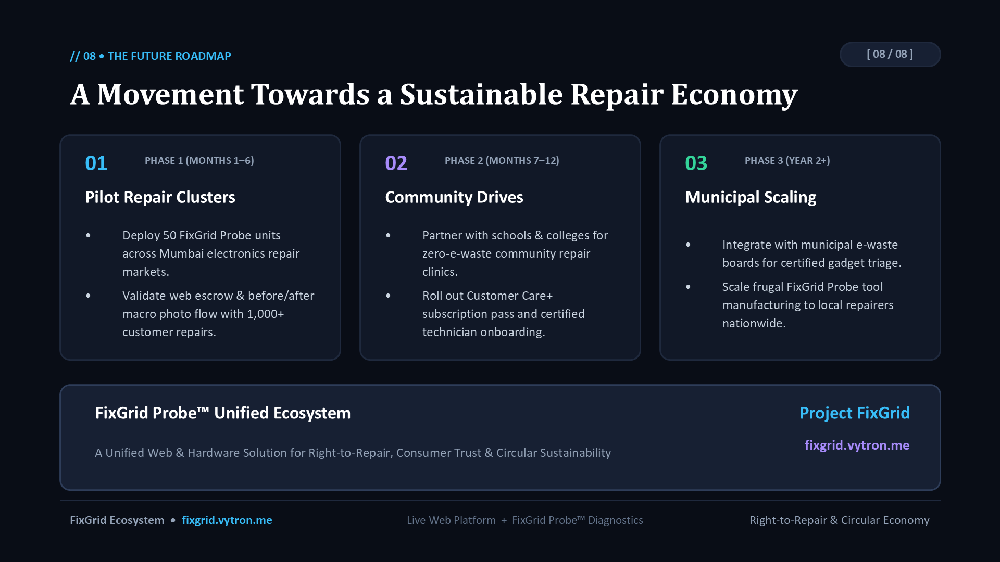 // 08 • THE FUTURE ROADMAP
[ 08 / 08 ]
A Movement Towards a Sustainable Repair Economy
01
PHASE 1 (MONTHS 1–6)
Pilot Repair Clusters
• Deploy 50 FixGrid Probe units
across Mumbai electronics repair
markets.
• Validate web escrow & before/after
macro photo flow with 1,000+
customer repairs.
02
PHASE 2 (MONTHS 7–12)
Community Drives
• Partner with schools & colleges for
zero-e-waste community repair
clinics.
• Roll out Customer Care+
subscription pass and certified
technician onboarding.
03
PHASE 3 (YEAR 2+)
Municipal Scaling
• Integrate with municipal e-waste
boards for certified gadget triage.
• Scale frugal FixGrid Probe tool
manufacturing to local repairers
nationwide.
FixGrid Probe™ Unified Ecosystem
A Unified Web & Hardware Solution for Right-to-Repair, Consumer Trust & Circular Sustainability
Project FixGrid
fixgrid.vytron.me
FixGrid Ecosystem • fixgrid.vytron.me
Live Web Platform + FixGrid Probe™ Diagnostics
Right-to-Repair & Circular Economy